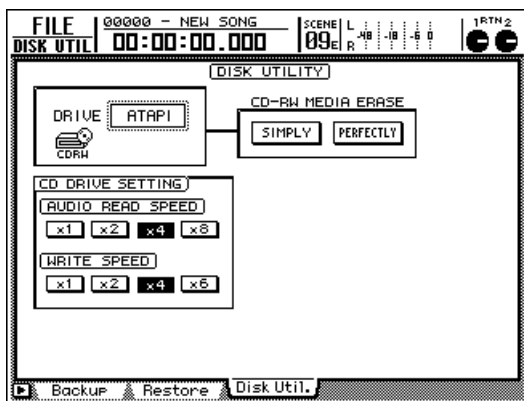 FILE
DISK UTIL
00000 - NEW SONG
00:00:00.000
SCENE
09E
L
R
-48 -18 -6 0
1 RTN 2
DISK UTILITY
DRIVE ATAPI
CDRW
CD-RW MEDIA ERASE
SIMPLY PERFECTLY
CD DRIVE SETTING
AUDIO READ SPEED
x1 x2 x4 x8
WRITE SPEED
x1 x2 x4 x6
Backup Restore Disk Util.